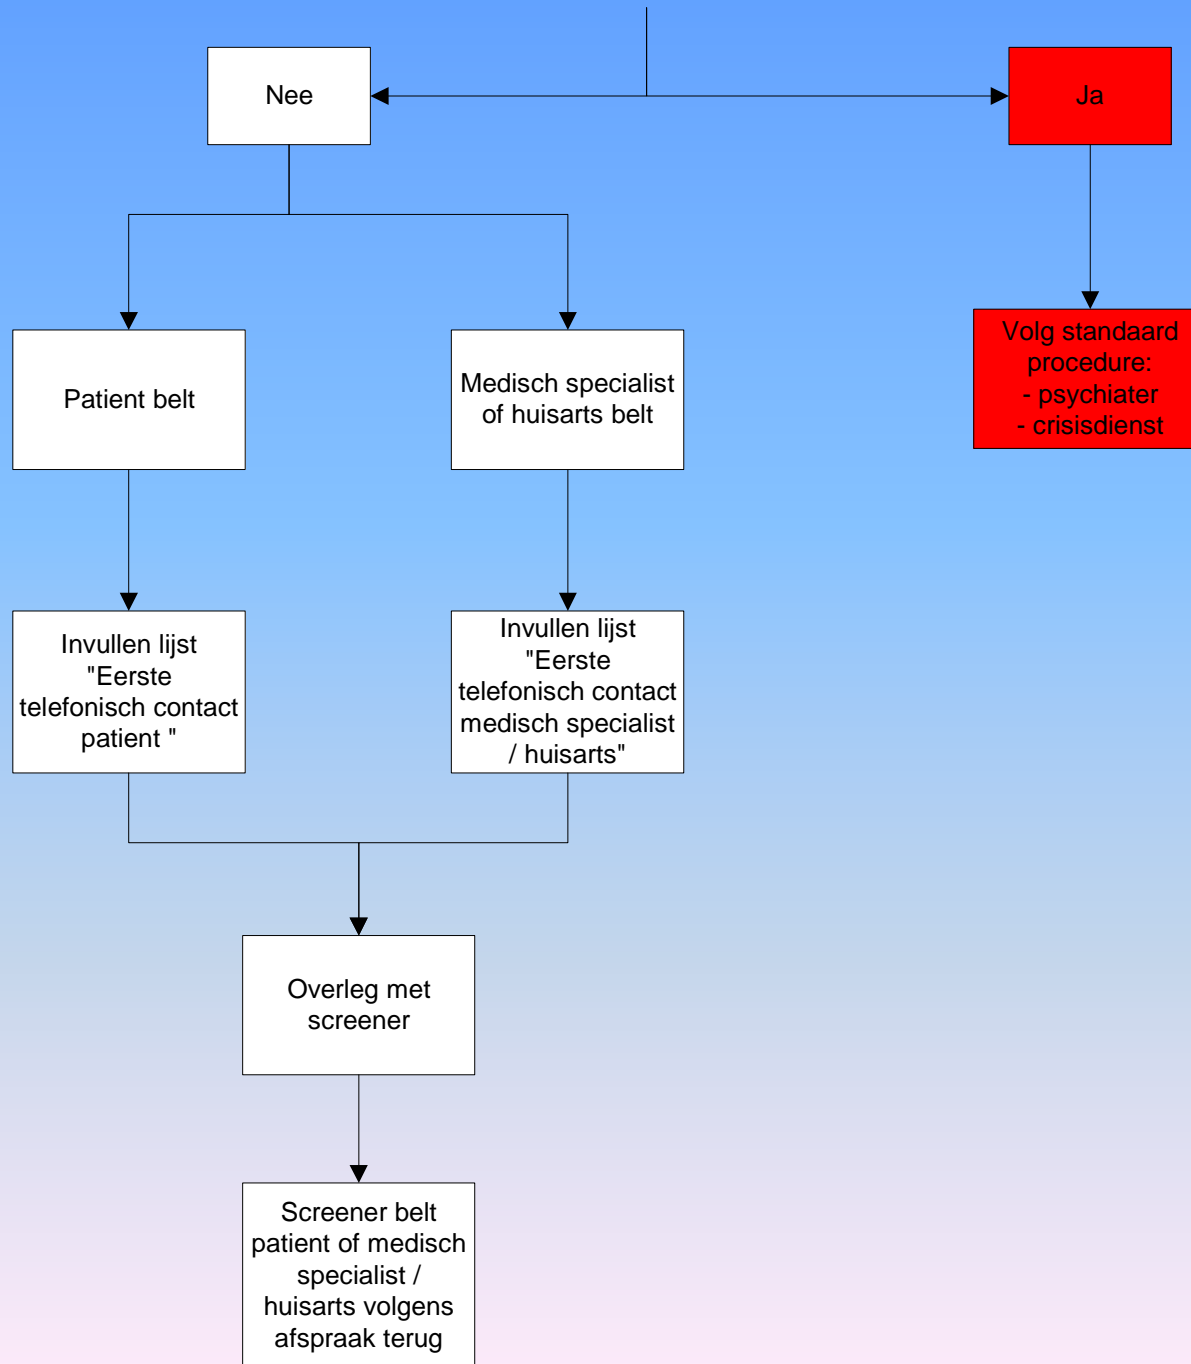 Nee
Ja
Patient belt
Medisch specialist
of huisarts belt
Volg standaard
procedure:
- psychiater
- crisisdienst
Invullen lijst
"Eerste
telefonisch contact
patient "
Invullen lijst
"Eerste
telefonisch contact
medisch specialist
/ huisarts"
Overleg met
screener
Screener belt
patient of medisch
specialist /
huisarts volgens
afspraak terug